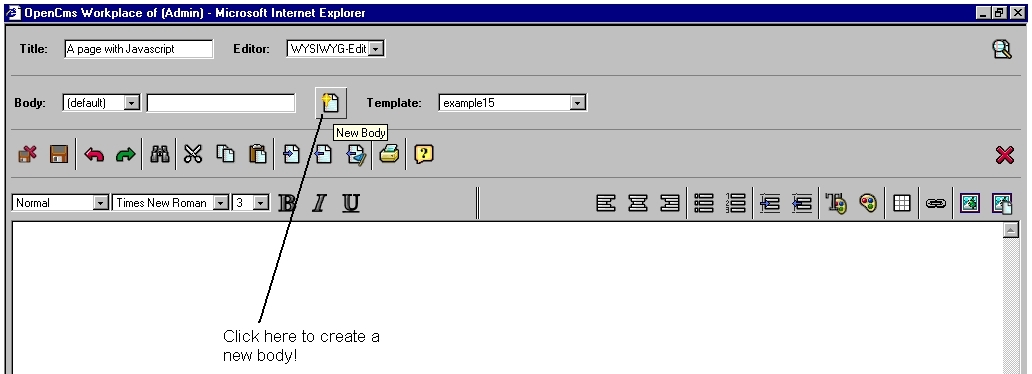 OpenCms Workplace of (Admin) - Microsoft Internet Explorer
Title: A page with Javascript Editor: WYSIWYG-Edit
Body: (default) Template: example15
New Body
Normal Times New Roman 3 B I U
Click here to create a
new body!